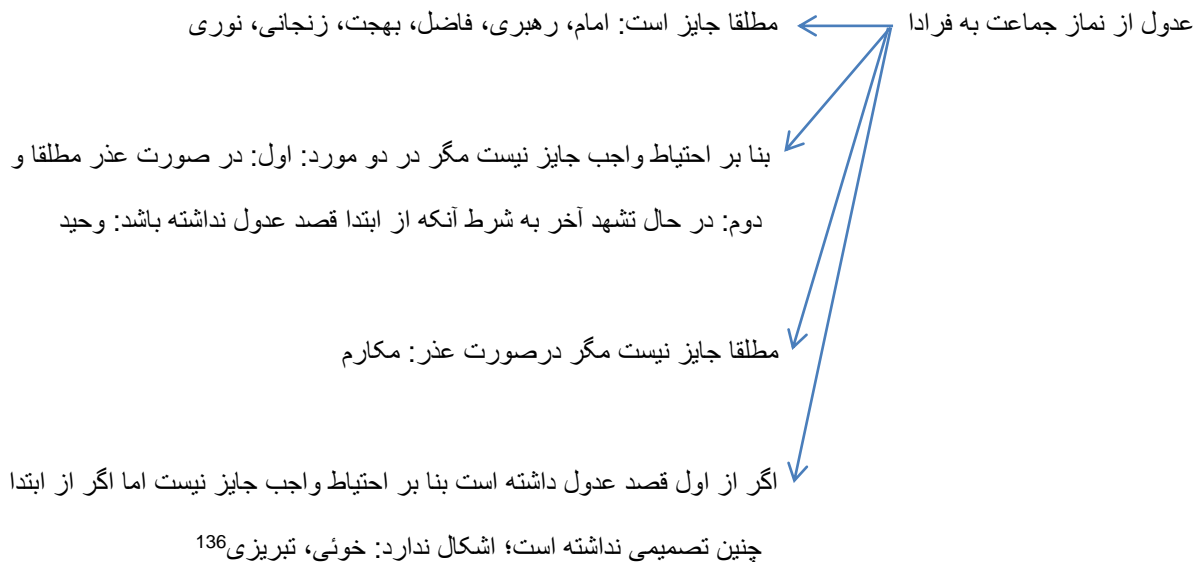 عدول از نماز جماعت به فرادا
مطلقا جایز است: امام، رهبری، فاضل، بهجت، زنجانی، نوری
بنا بر احتیاط واجب جایز نیست مگر در دو مورد: اول: در صورت عذر مطلقا و
دوم: در حال تشهد آخر به شرط آنکه از ابتدا قصد عدول نداشته باشد: وحید
مطلقا جایز نیست مگر درصورت عذر: مکارم
اگر از اول قصد عدول داشته است بنا بر احتیاط واجب جایز نیست اما اگر از ابتدا
چنین تصمیمی نداشته است؛ اشکال ندارد: خوئی، تبریزی136